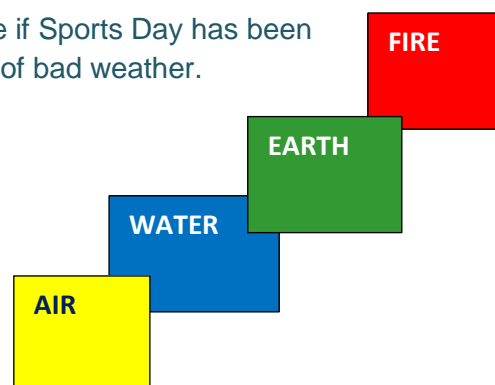 e if Sports Day has been
of bad weather.
FIRE
EARTH
WATER
AIR